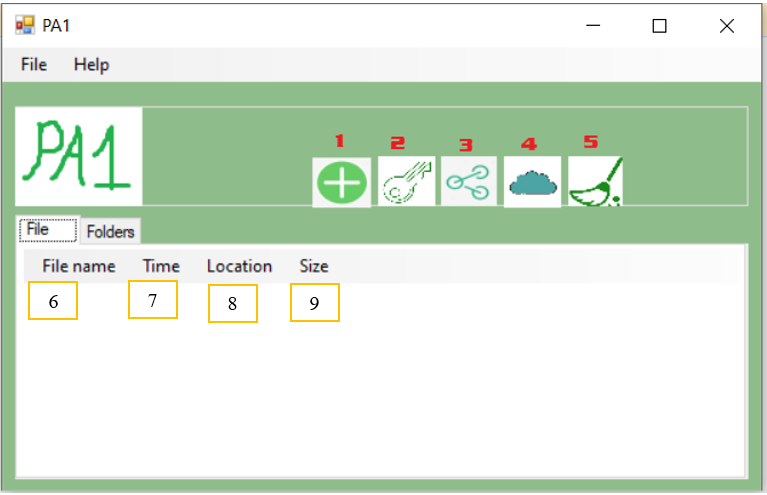 PA1
File Help
PA1
1 2 3 4 5
File Folders
File name Time Location Size
6 7 8 9